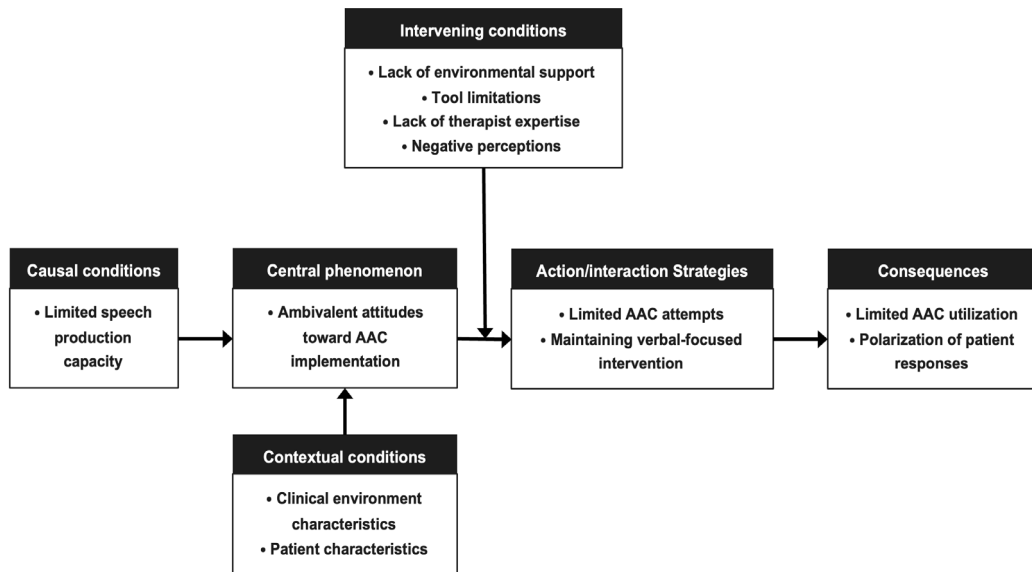 Intervening conditions
• Lack of environmental support
• Tool limitations
• Lack of therapist expertise
• Negative perceptions
Causal conditions
• Limited speech
production
capacity
Central phenomenon
• Ambivalent attitudes
toward AAC
implementation
Action/interaction Strategies
• Limited AAC attempts
• Maintaining verbal-focused
intervention
Consequences
• Limited AAC utilization
• Polarization of patient
responses
Contextual conditions
• Clinical environment
characteristics
• Patient characteristics